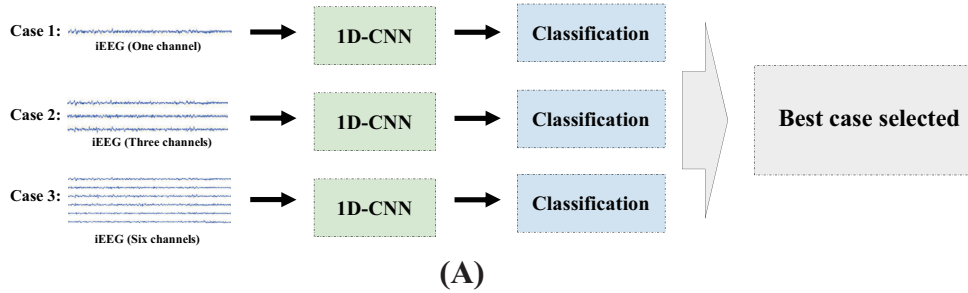 Case 1:
iEEG (One channel)
1D-CNN
Classification
Case 2:
iEEG (Three channels)
1D-CNN
Classification
Case 3:
iEEG (Six channels)
1D-CNN
Classification
Best case selected
(A)